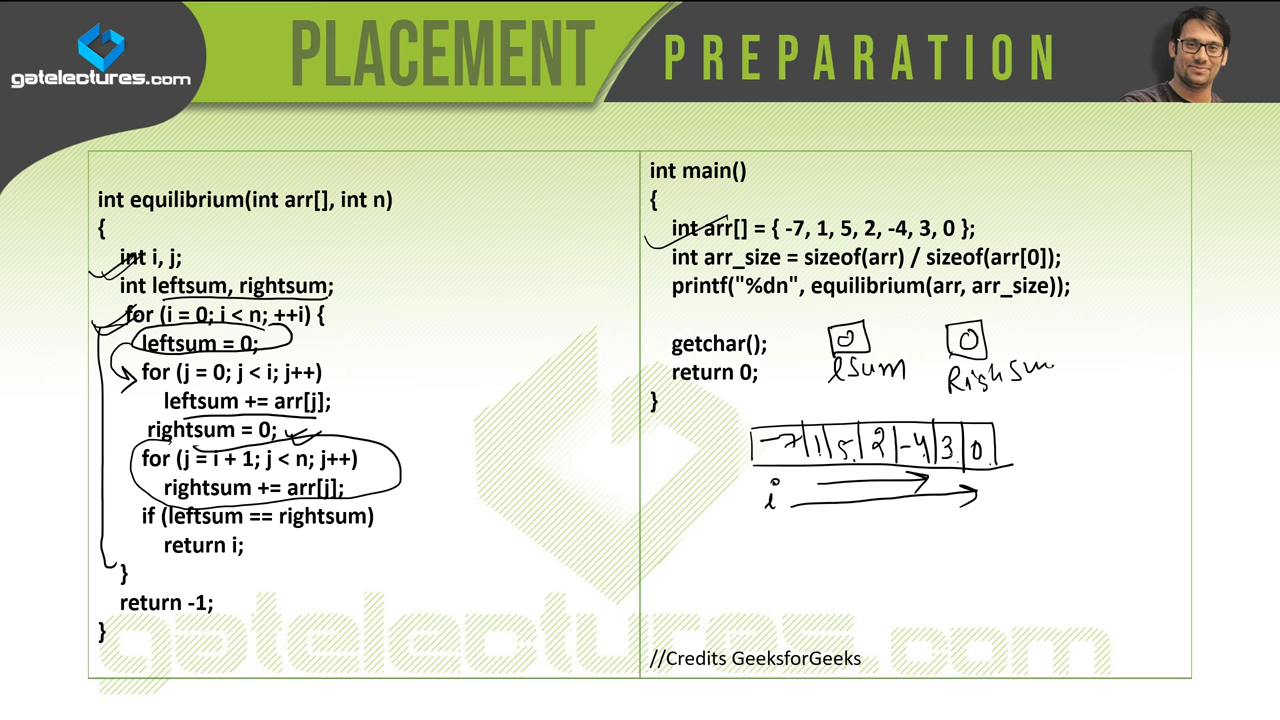 gatelectures.com
PLACEMENT PREPARATION
int equilibrium(int arr[], int n)
{
int i, j;
int leftsum, rightsum;
for (i = 0; i < n; ++i) {
leftsum = 0;
for (j = 0; j < i; j++)
leftsum += arr[j];
rightsum = 0;
for (j = i + 1; j < n; j++)
rightsum += arr[j];
if (leftsum == rightsum)
return i;
}
return -1;
}
int main()
{
int arr[] = { -7, 1, 5, 2, -4, 3, 0 };
int arr_size = sizeof(arr) / sizeof(arr[0]);
printf("%dn", equilibrium(arr, arr_size));
getchar();
return 0;
}
0 0
lSum RighSum
-7 1 5 2 -4 3 0
i
//Credits GeeksforGeeks
gatelectures.com